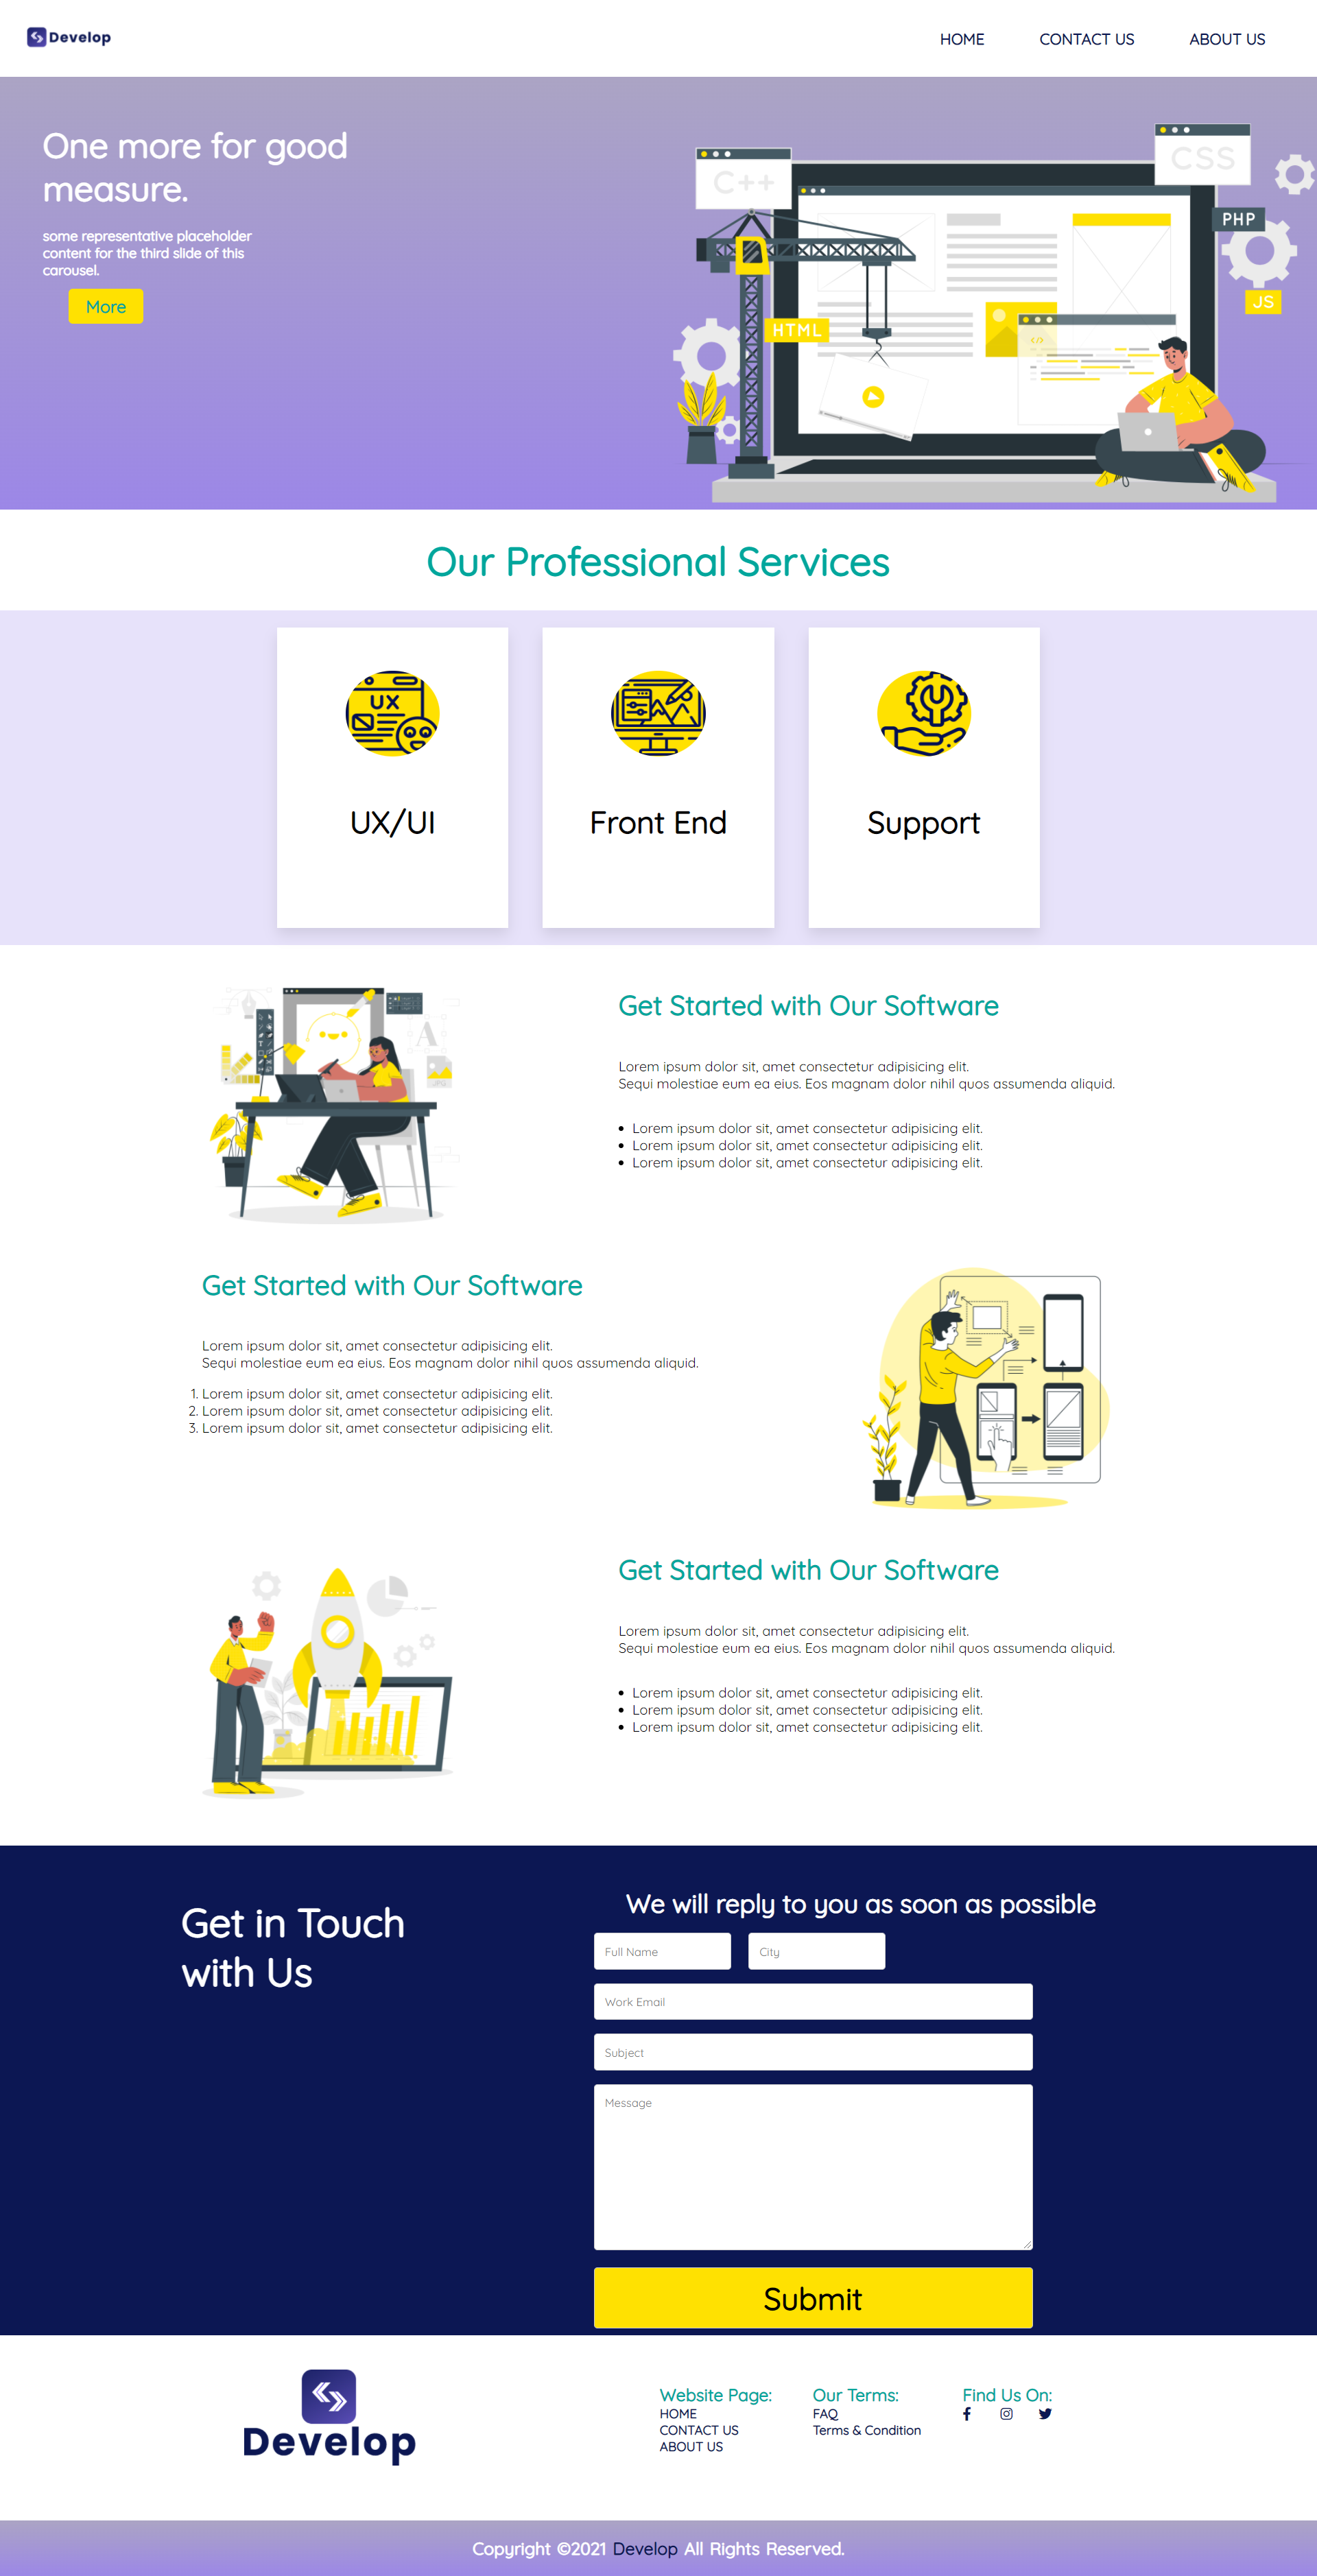 Develop
HOME
CONTACT US
ABOUT US
One more for good
measure.
some representative placeholder
content for the third slide of this
carousel.
More
C++
CSS
PHP
JS
HTML
</>
Our Professional Services
UX
UX/UI
Front End
Support
A
Get Started with Our Software
Lorem ipsum dolor sit, amet consectetur adipisicing elit.
Sequi molestiae eum ea eius. Eos magnam dolor nihil quos assumenda aliquid.
• Lorem ipsum dolor sit, amet consectetur adipisicing elit.
• Lorem ipsum dolor sit, amet consectetur adipisicing elit.
• Lorem ipsum dolor sit, amet consectetur adipisicing elit.
Get Started with Our Software
Lorem ipsum dolor sit, amet consectetur adipisicing elit.
Sequi molestiae eum ea eius. Eos magnam dolor nihil quos assumenda aliquid.
1. Lorem ipsum dolor sit, amet consectetur adipisicing elit.
2. Lorem ipsum dolor sit, amet consectetur adipisicing elit.
3. Lorem ipsum dolor sit, amet consectetur adipisicing elit.
Get Started with Our Software
Lorem ipsum dolor sit, amet consectetur adipisicing elit.
Sequi molestiae eum ea eius. Eos magnam dolor nihil quos assumenda aliquid.
• Lorem ipsum dolor sit, amet consectetur adipisicing elit.
• Lorem ipsum dolor sit, amet consectetur adipisicing elit.
• Lorem ipsum dolor sit, amet consectetur adipisicing elit.
Get in Touch
with Us
We will reply to you as soon as possible
Full Name
City
Work Email
Subject
Message
Submit
Develop
Website Page:
HOME
CONTACT US
ABOUT US
Our Terms:
FAQ
Terms & Condition
Find Us On:
Copyright ©2021 Develop All Rights Reserved.